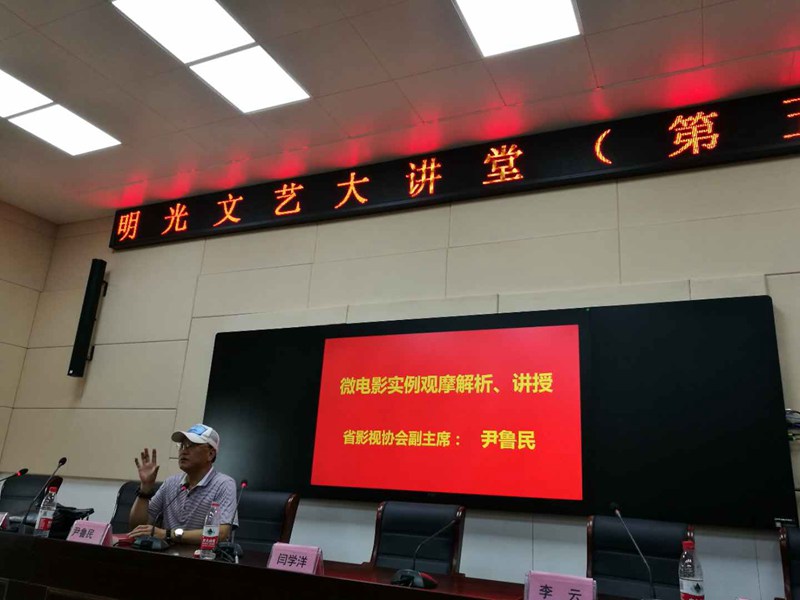 明光文艺大讲堂（第三
微电影实例观摩解析、讲授
省影视协会副主席： 尹鲁民
尹鲁民
闫学洋
李云